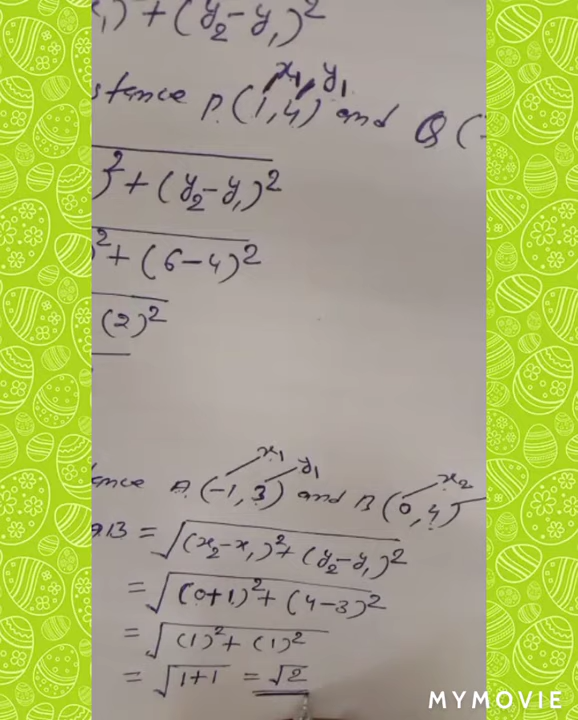 )² + (y₂-y₁)²
x₁, y₁
stance P(1,4) and Q (
)² + (y₂-y₁)²
)² + (6-4)²
(2)²
x₁
y₁
x₂
ence A (-1, 3) and B (0, 4)
AB = √(x₂-x₁)² + (y₂-y₁)²
= √(0+1)² + (4-3)²
= √(1)² + (1)²
= √1+1 = √2
MYMOVIE